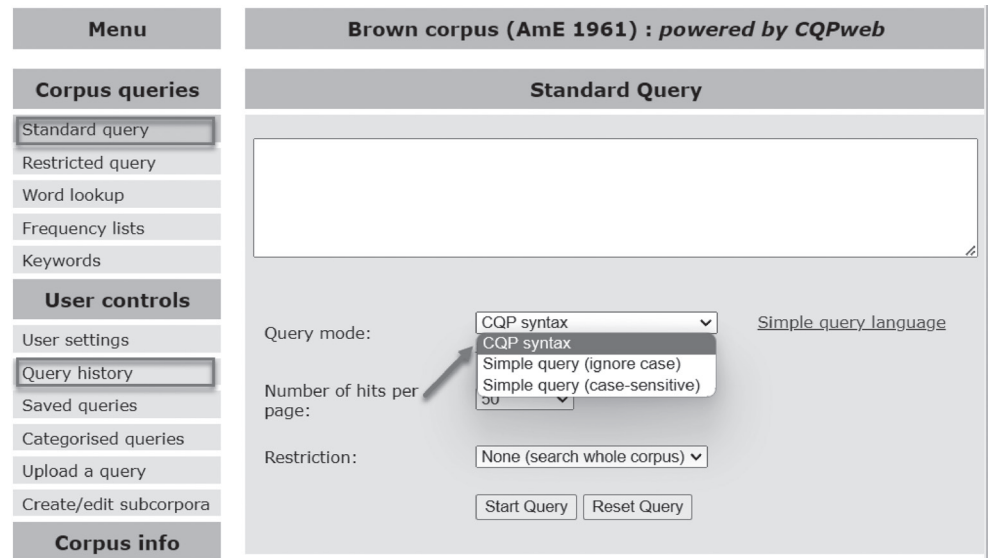 Menu
Brown corpus (AmE 1961) : powered by CQPweb
Corpus queries
Standard query
Restricted query
Word lookup
Frequency lists
Keywords
User controls
User settings
Query history
Saved queries
Categorised queries
Upload a query
Create/edit subcorpora
Corpus info
Standard Query
Query mode:
CQP syntax
Simple query language
CQP syntax
Simple query (ignore case)
Simple query (case-sensitive)
Number of hits per
page:
50
Restriction:
None (search whole corpus)
Start Query
Reset Query